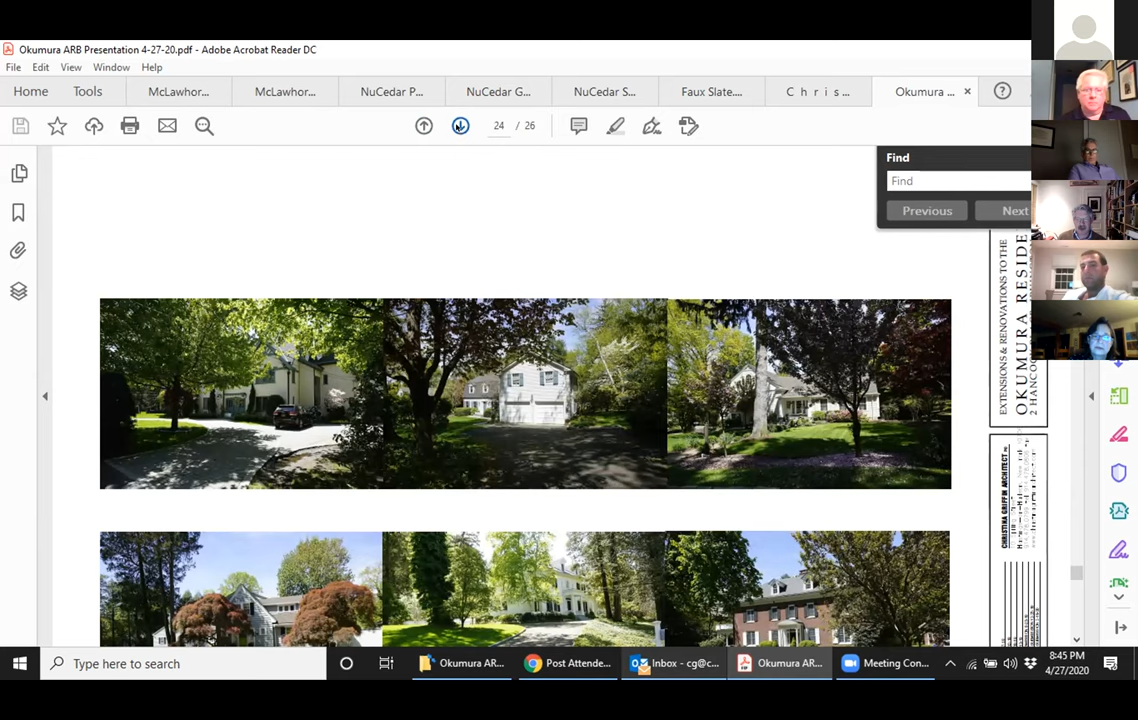 Okumura ARB Presentation 4-27-20.pdf - Adobe Acrobat Reader DC
File Edit View Window Help
Home Tools McLawhor... McLawhor... NuCedar P... NuCedar G... NuCedar S... Faux Slate.... C h r i s ... Okumura ...
24 / 26
Find
Find
Previous Next
EXTENSIONS & RENOVATIONS TO THE
OKUMURA RESIDE
2 HANCOC
CHRISTINA GRIFFIN ARCHITECT PC
Type here to search
Okumura AR...
Post Attende...
Inbox - cg@c...
Okumura AR...
Meeting Con...
8:45 PM
4/27/2020